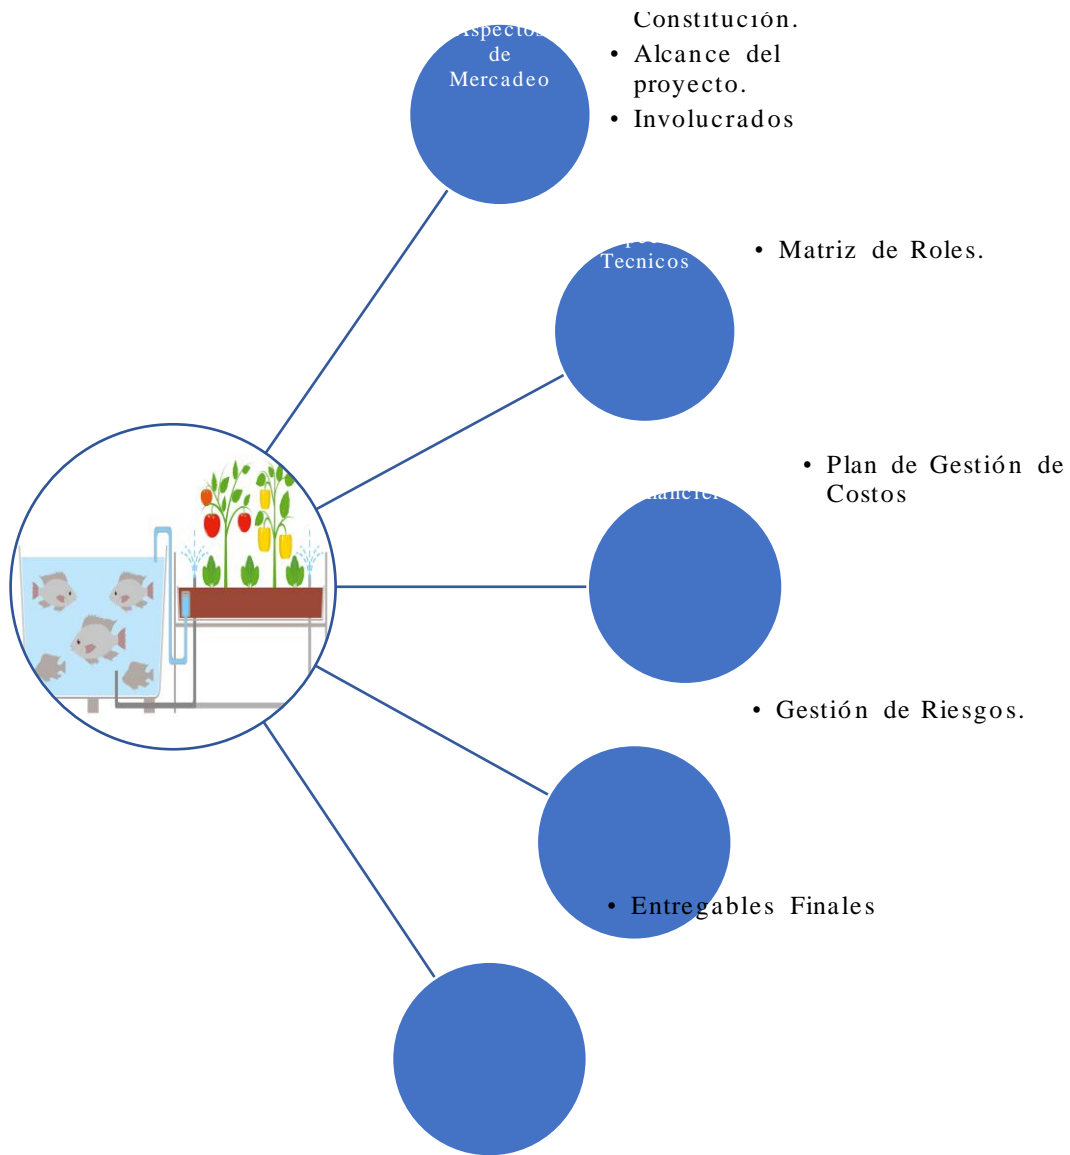 Constitución.
Aspectos
de
Mercadeo
• Alcance del
proyecto.
• Involucrados
Tecnicos
• Matriz de Roles.
• Plan de Gestión de
Costos
• Gestión de Riesgos.
• Entregables Finales